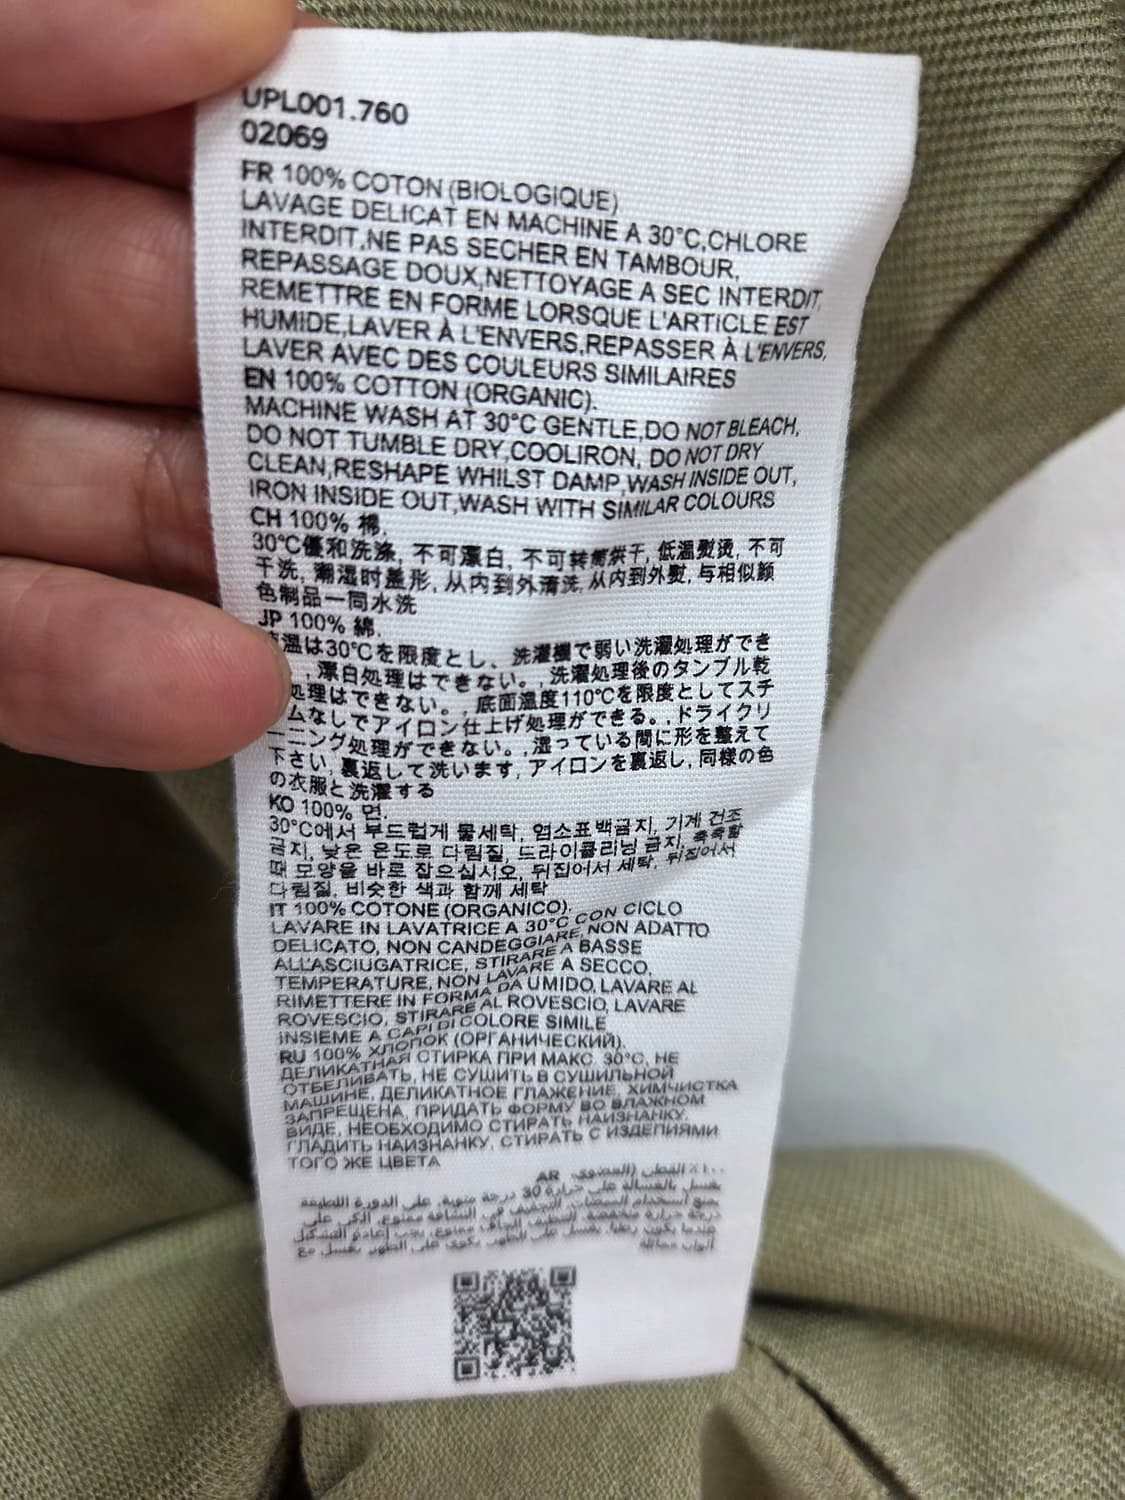 UPL001.760
02069
FR 100% COTON (BIOLOGIQUE)
LAVAGE DELICAT EN MACHINE A 30°C,CHLORE
INTERDIT,NE PAS SECHER EN TAMBOUR,
REPASSAGE DOUX,NETTOYAGE A SEC INTERDIT,
REMETTRE EN FORME LORSQUE L'ARTICLE EST
HUMIDE,LAVER À L'ENVERS,REPASSER À L'ENVERS,
LAVER AVEC DES COULEURS SIMILAIRES
EN 100% COTTON (ORGANIC).
MACHINE WASH AT 30°C GENTLE,DO NOT BLEACH,
DO NOT TUMBLE DRY,COOLIRON, DO NOT DRY
CLEAN,RESHAPE WHILST DAMP,WASH INSIDE OUT,
IRON INSIDE OUT,WASH WITH SIMILAR COLOURS
CH 100% 棉.
30°C優和洗涤, 不可漂白, 不可转筒烘干, 低温熨烫, 不可
干洗, 潮湿时整形, 从内到外清洗, 从内到外熨, 与相似颜
色制品一同水洗
JP 100% 綿.
温は30℃を限度とし、洗濯機で弱い洗濯処理ができ
, 漂白処理はできない。, 洗濯処理後のタンブル乾
処理はできない。, 底面温度110℃を限度としてスチ
ムなしでアイロン仕上げ処理ができる。, ドライクリ
ーニング処理ができない。, 湿っている間に形を整えて
下さい, 裏返して洗います, アイロンを裏返し, 同様の色
の衣服と洗濯する
KO 100% 면.
30°C에서 부드럽게 물세탁, 염소표백금지, 기계 건조
금지, 낮은 온도로 다림질, 드라이클리닝 금지, 축축할
때 모양을 바로 잡으십시오, 뒤집어서 세탁, 뒤집어서
다림질, 비슷한 색과 함께 세탁
IT 100% COTONE (ORGANICO).
LAVARE IN LAVATRICE A 30°C CON CICLO
DELICATO, NON CANDEGGIARE, NON ADATTO
ALL'ASCIUGATRICE, STIRARE A BASSE
TEMPERATURE, NON LAVARE A SECCO,
RIMETTERE IN FORMA DA UMIDO, LAVARE AL
ROVESCIO, STIRARE AL ROVESCIO, LAVARE
INSIEME A CAPI DI COLORE SIMILE
RU 100% ХЛОПОК (ОРГАНИЧЕСКИЙ).
ДЕЛИКАТНАЯ СТИРКА ПРИ МАКС. 30°C, НЕ
ОТБЕЛИВАТЬ, НЕ СУШИТЬ В СУШИЛЬНОЙ
МАШИНЕ, ДЕЛИКАТНОЕ ГЛАЖЕНИЕ, ХИМЧИСТКА
ЗАПРЕЩЕНА, ПРИДАТЬ ФОРМУ ВО ВЛАЖНОМ
ВИДЕ, НЕОБХОДИМО СТИРАТЬ НАИЗНАНКУ,
ГЛАДИТЬ НАИЗНАНКУ, СТИРАТЬ С ИЗДЕЛИЯМИ
ТОГО ЖЕ ЦВЕТА
AR ١٠٠٪ القطن (العضوي)
يغسل بالغسالة على حرارة 30 درجة مئوية, على الدورة اللطيفة